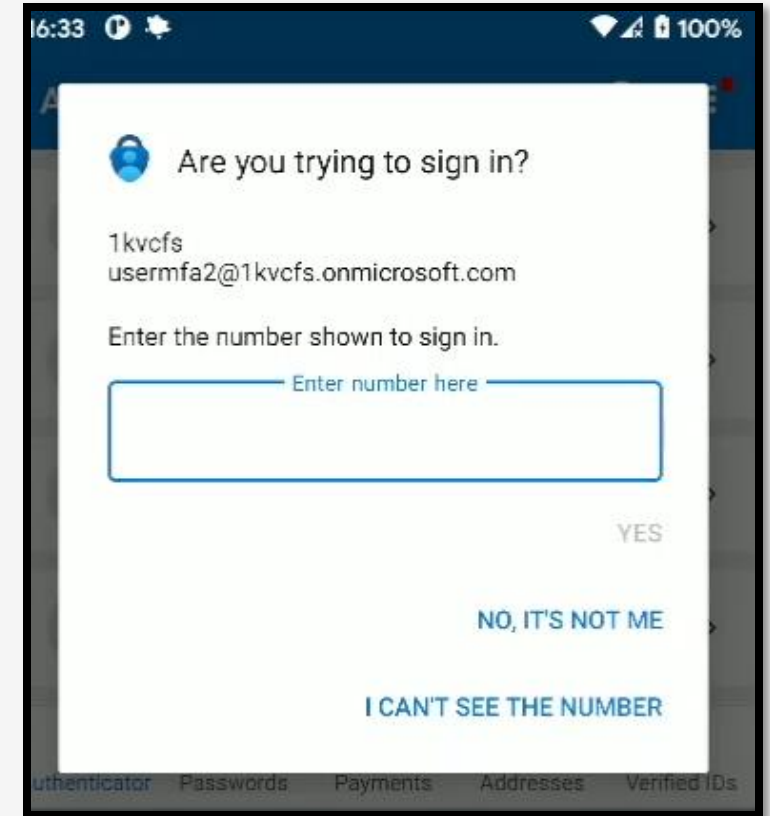 16:33
100%
A
Are you trying to sign in?
1kvcfs
usermfa2@1kvcfs.onmicrosoft.com
Enter the number shown to sign in.
Enter number here
YES
NO, IT'S NOT ME
I CAN'T SEE THE NUMBER
uthenticator Passwords Payments Addresses Verified IDs